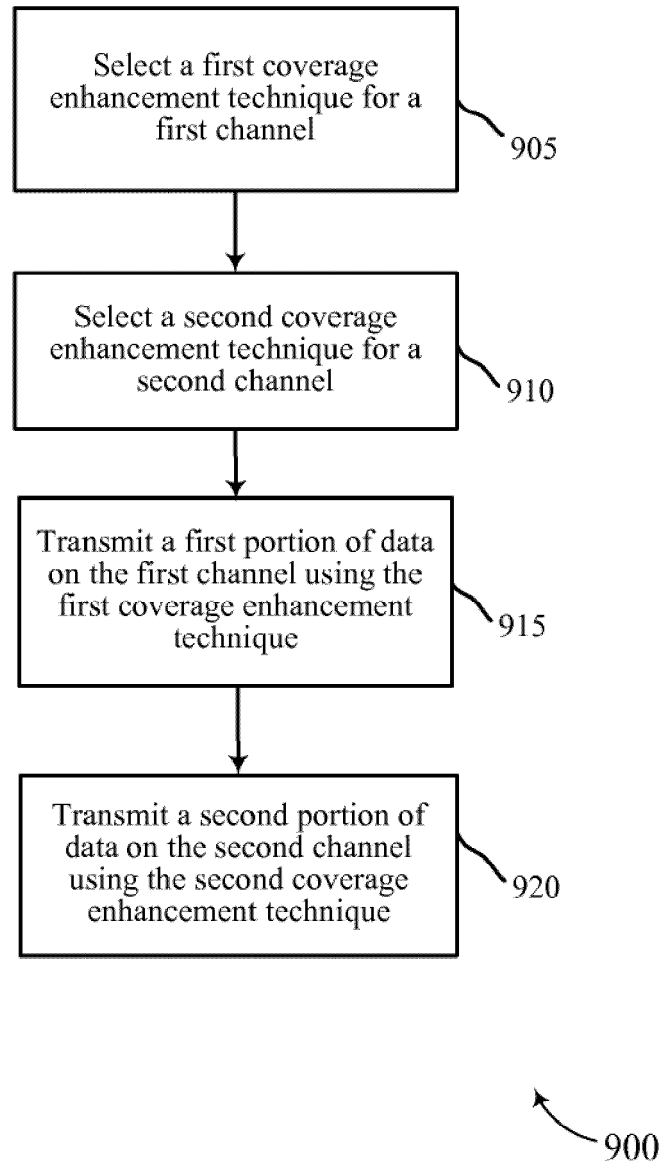 Select a first coverage
enhancement technique for a
first channel
905
Select a second coverage
enhancement technique for a
second channel
910
Transmit a first portion of data
on the first channel using the
first coverage enhancement
technique
915
Transmit a second portion of
data on the second channel
using the second coverage
enhancement technique
920
900